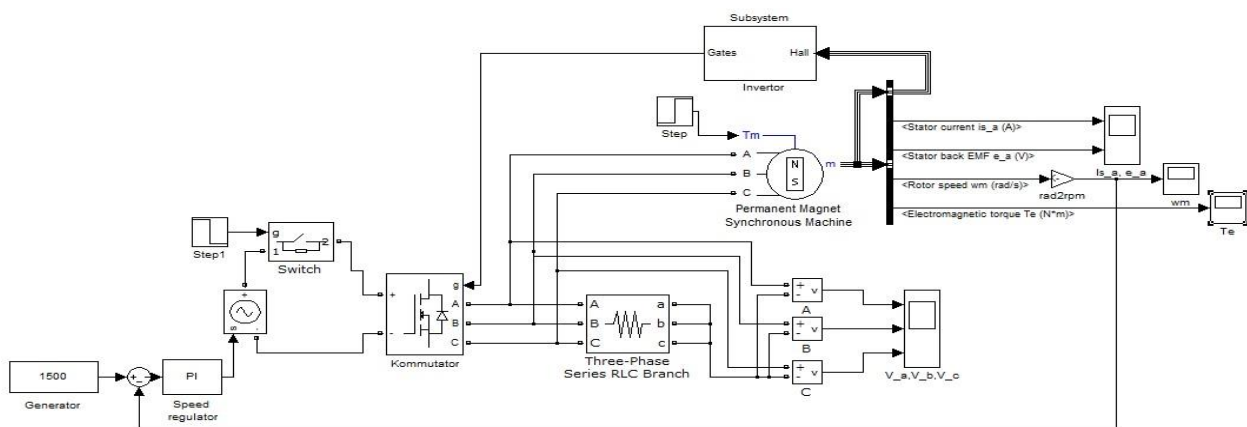 Subsystem
Gates
Hall
Invertor
Step
Tm
A
B
C
m
N
S
Permanent Magnet
Synchronous Machine
<Stator current is_a (A)>
<Stator back EMF e_a (V)>
<Rotor speed wm (rad/s)>
<Electromagnetic torque Te (N*m)>
Is_a, e_a
rad2rpm
wm
Te
Step1
g
1
2
Switch
+
s
-
g
+
-
A
B
C
Kommutator
A
B
C
a
b
c
Three-Phase
Series RLC Branch
+
-
v
A
+
-
v
B
+
-
v
C
V_a,V_b,V_c
1500
Generator
PI
Speed
regulator